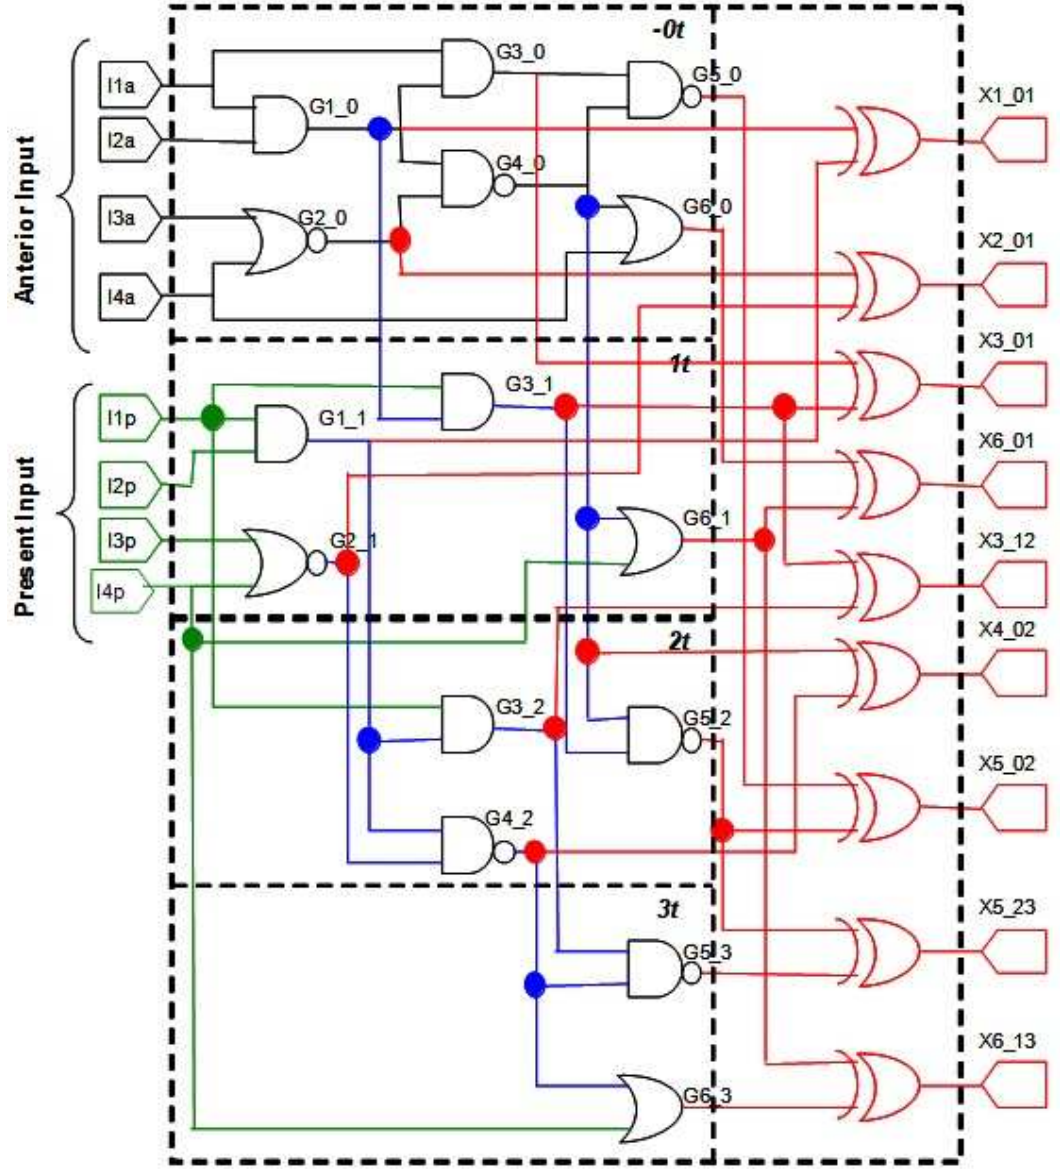 -0t
G3_0
G5_0
I1a
X1_01
G1_0
I2a
G4_0
Anterior Input
I3a
G2_0
G6_0
X2_01
I4a
X3_01
1t
G3_1
I1p
G1_1
X6_01
I2p
Present Input
I3p
G2_1
G6_1
X3_12
I4p
2t
X4_02
G3_2
G5_2
X5_02
G4_2
3t
X5_23
G5_3
X6_13
G6_3